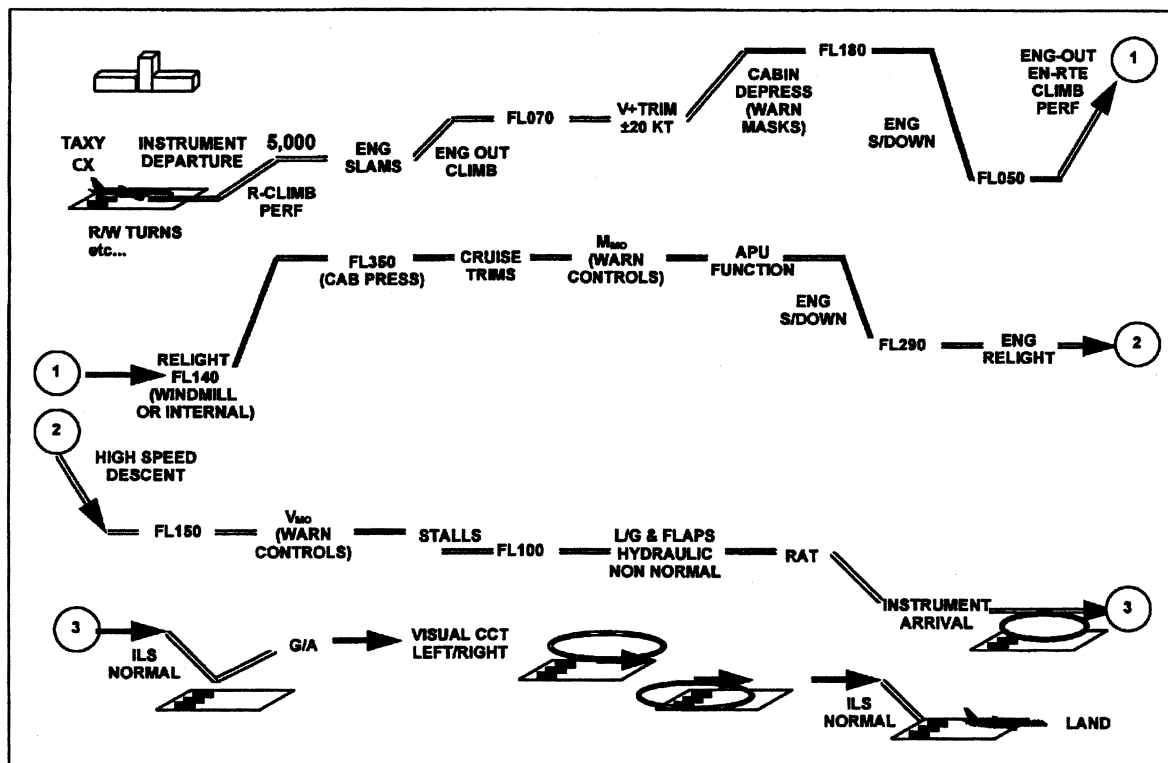 TAXY
CX
R/W TURNS
etc...
INSTRUMENT
DEPARTURE
5,000
R-CLIMB
PERF
ENG
SLAMS
ENG OUT
CLIMB
FL070
V+TRIM
±20 KT
CABIN
DEPRESS
(WARN
MASKS)
FL180
ENG
S/DOWN
FL050
ENG-OUT
EN-RTE
CLIMB
PERF
1
1
RELIGHT
FL140
(WINDMILL
OR INTERNAL)
FL350
(CAB PRESS)
CRUISE
TRIMS
MMO
(WARN
CONTROLS)
APU
FUNCTION
ENG
S/DOWN
FL290
ENG
RELIGHT
2
2
HIGH SPEED
DESCENT
FL150
VMO
(WARN
CONTROLS)
STALLS
FL100
L/G & FLAPS
HYDRAULIC
NON NORMAL
RAT
INSTRUMENT
ARRIVAL
3
3
ILS
NORMAL
G/A
VISUAL CCT
LEFT/RIGHT
ILS
NORMAL
LAND